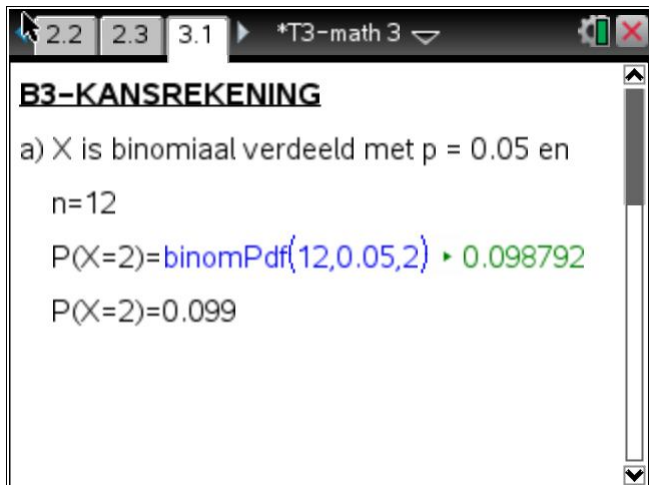 2.2 2.3 3.1 *T3-math 3
B3-KANSREKENING
a) X is binomiaal verdeeld met p = 0.05 en
n=12
P(X=2)=binomPdf(12,0.05,2) ▸ 0.098792
P(X=2)=0.099